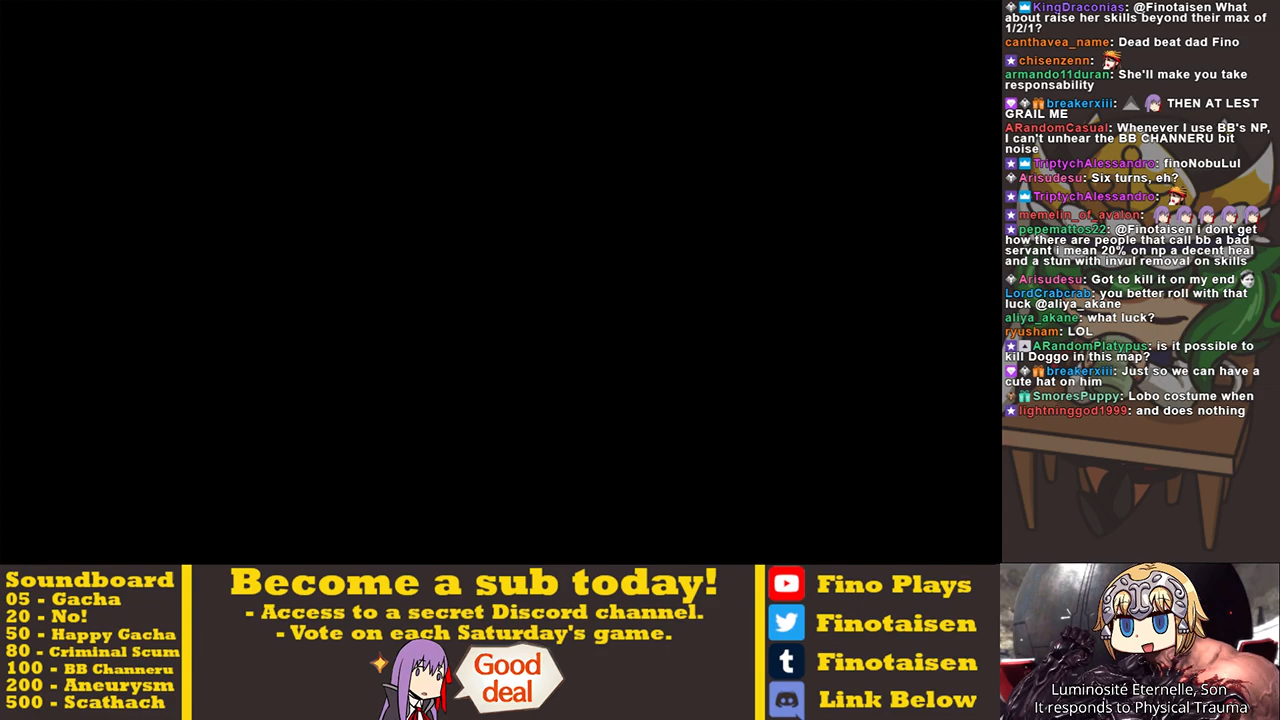 KingDraconias: @Finotaisen What
about raise her skills beyond their max of
1/2/1?
canthavea_name: Dead beat dad Fino
chisenzenn:
armando11duran: She'll make you take
responsability
breakerxiii: THEN AT LEST
GRAIL ME
ARandomCasual: Whenever I use BB's NP,
I can't unhear the BB CHANNERU bit
noise
TriptychAlessandro: finoNobuLul
Arisudesu: Six turns, eh?
TriptychAlessandro:
memelin_of_avalon:
pepemattos22: @Finotaisen i dont get
how there are people that call bb a bad
servant i mean 20% on np a decent heal
and a stun with invul removal on skills
Arisudesu: Got to kill it on my end
LordCrabcrab: you better roll with that
luck @aliya_akane
aliya_akane: what luck?
ryusham: LOL
ARandomPlatypus: is it possible to
kill Doggo in this map?
breakerxiii: Just so we can have a
cute hat on him
SmoresPuppy: Lobo costume when
lightninggod1999: and does nothing
Soundboard
05 - Gacha
20 - No!
50 - Happy Gacha
80 - Criminal Scum
100 - BB Channeru
200 - Aneurysm
500 - Scathach
Become a sub today!
- Access to a secret Discord channel.
- Vote on each Saturday's game.
Good
deal
Fino Plays
Finotaisen
t Finotaisen
Link Below
Luminosité Eternelle, Son
It responds to Physical Trauma